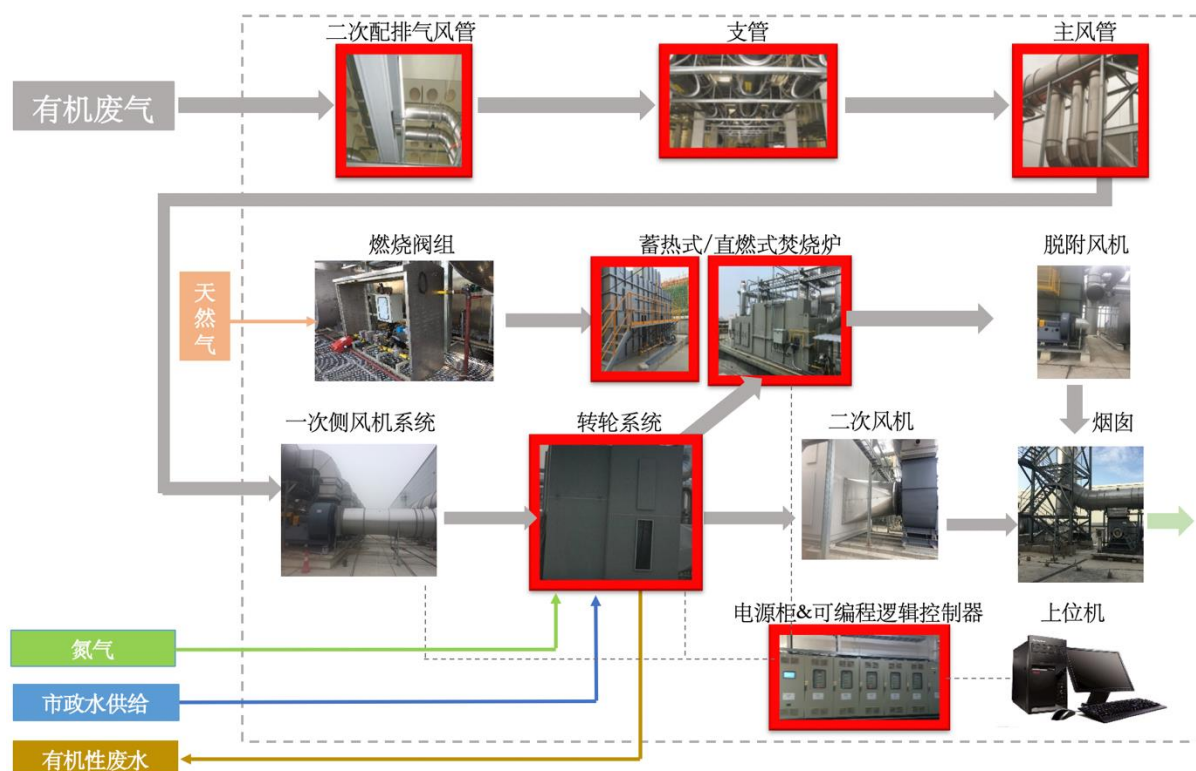 二次配排气风管
支管
主风管
有机废气
燃烧阀组
蓄热式/直燃式焚烧炉
脱附风机
天然气
一次侧风机系统
转轮系统
二次风机
烟囱
电源柜&可编程逻辑控制器
上位机
氮气
市政水供给
有机性废水